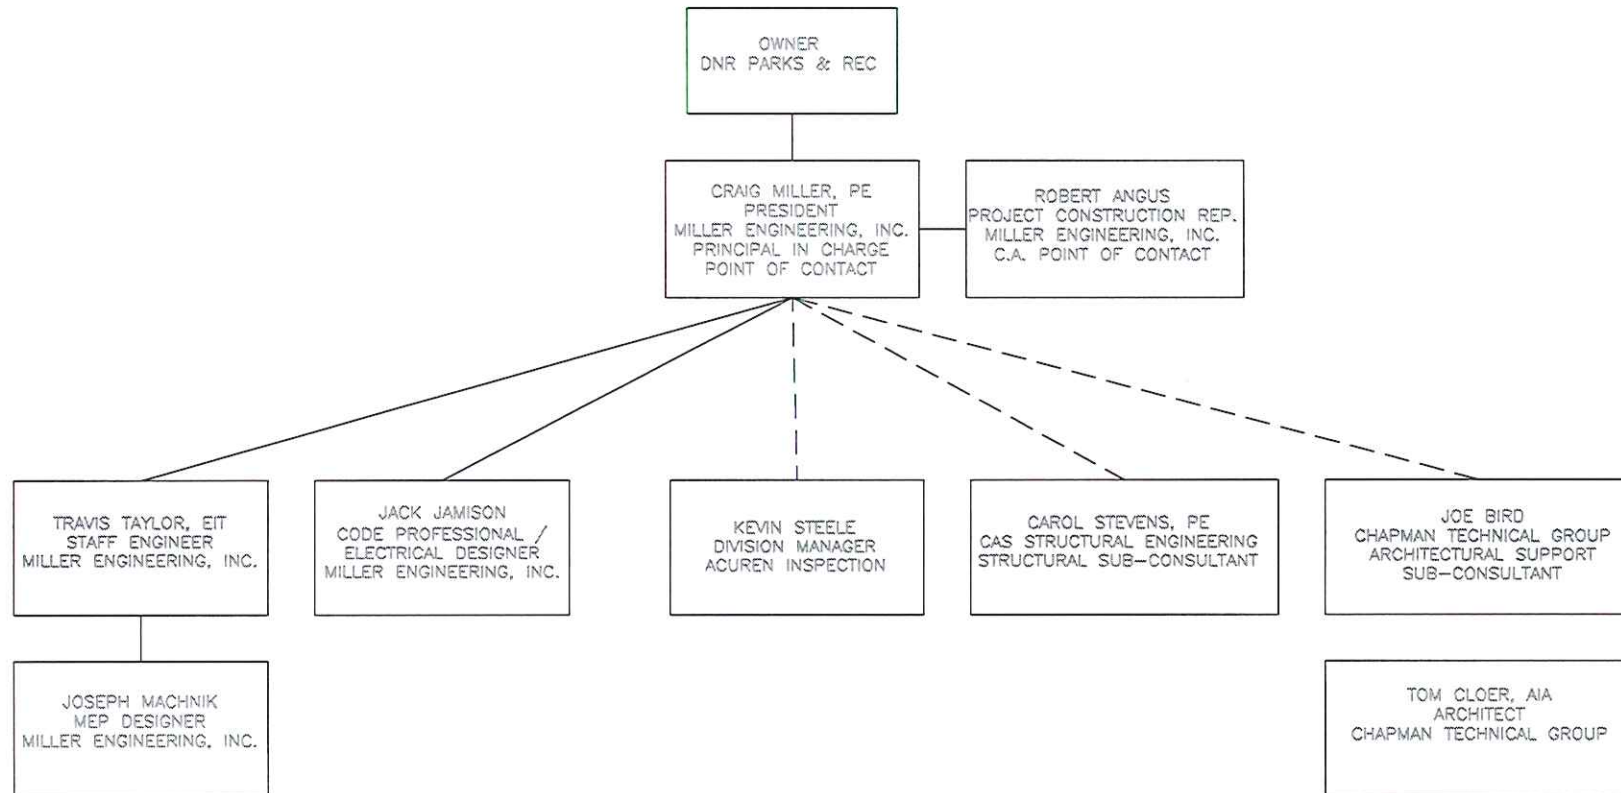 OWNER
DNR PARKS & REC
CRAIG MILLER, PE
PRESIDENT
MILLER ENGINEERING, INC.
PRINCIPAL IN CHARGE
POINT OF CONTACT
ROBERT ANGUS
PROJECT CONSTRUCTION REP.
MILLER ENGINEERING, INC.
C.A. POINT OF CONTACT
TRAVIS TAYLOR, EIT
STAFF ENGINEER
MILLER ENGINEERING, INC.
JACK JAMISON
CODE PROFESSIONAL /
ELECTRICAL DESIGNER
MILLER ENGINEERING, INC.
KEVIN STEELE
DIVISION MANAGER
ACUREN INSPECTION
CAROL STEVENS, PE
CAS STRUCTURAL ENGINEERING
STRUCTURAL SUB-CONSULTANT
JOE BIRD
CHAPMAN TECHNICAL GROUP
ARCHITECTURAL SUPPORT
SUB-CONSULTANT
JOSEPH MACHNIK
MEP DESIGNER
MILLER ENGINEERING, INC.
TOM CLOER, AIA
ARCHITECT
CHAPMAN TECHNICAL GROUP